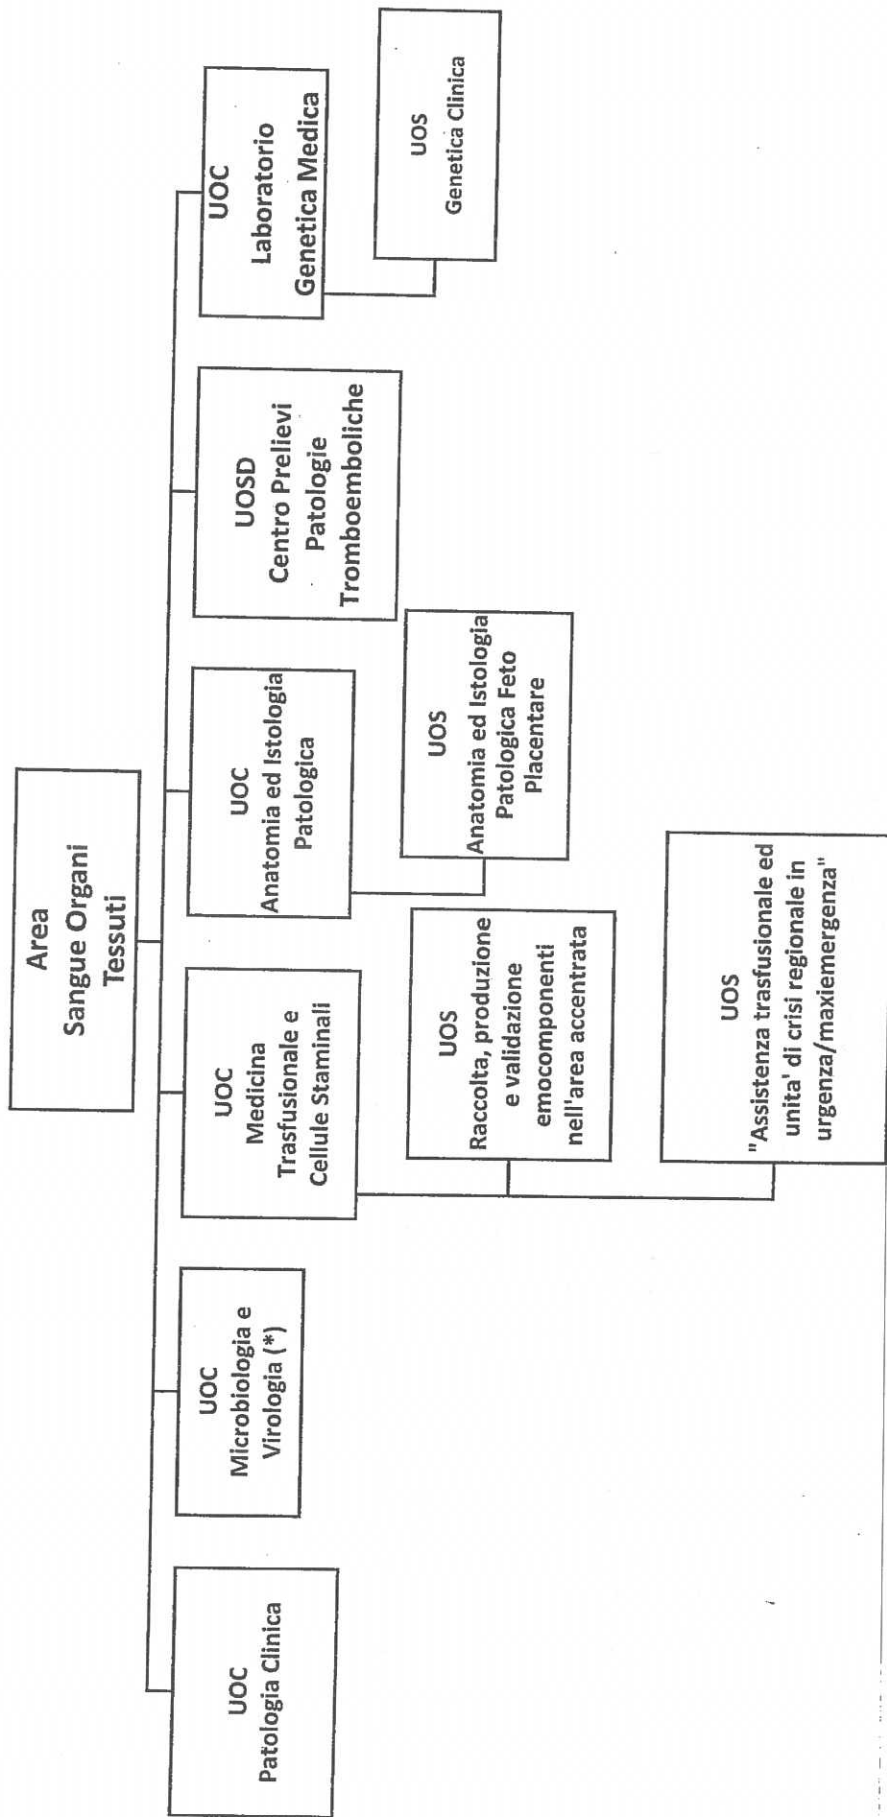 Area
Sangue Organi
Tessuti
UOC
Patologia Clinica
UOC
Microbiologia e
Virologia (*)
UOC
Medicina
Trasfusionale e
Cellule Staminali
UOS
Raccolta, produzione
e validazione
emocomponenti
nell'area accentrata
UOS
"Assistenza trasfusionale ed
unita' di crisi regionale in
urgenza/maxiemergenza"
UOC
Anatomia ed Istologia
Patologica
UOS
Anatomia ed Istologia
Patologica Feto
Placentare
UOSD
Centro Prelievi
Patologie
Tromboemboliche
UOC
Laboratorio
Genetica Medica
UOS
Genetica Clinica